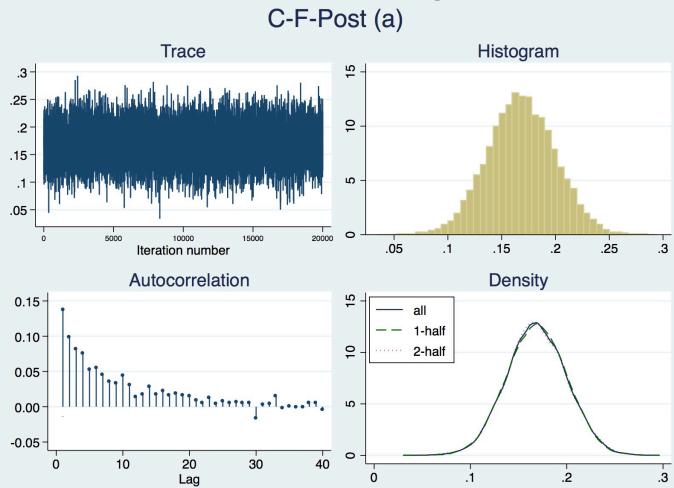 C-F-Post (a)
Trace
.3
.25
.2
.15
.1
.05
0 5000 10000 15000 20000
Iteration number
Histogram
15
10
5
0
.05 .1 .15 .2 .25 .3
Autocorrelation
0.15
0.10
0.05
0.00
-0.05
0 10 20 30 40
Lag
Density
15
10
5
0
all
1-half
2-half
0 .1 .2 .3